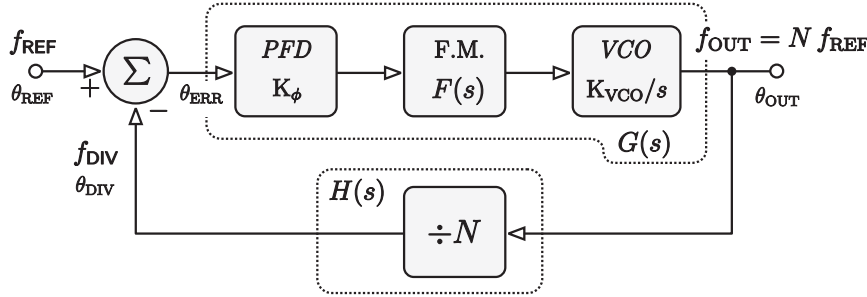 f_REF
θ_REF
+
Σ
−
θ_ERR
PFD
K_ϕ
F.M.
F(s)
VCO
K_VCO/s
G(s)
f_OUT = N f_REF
θ_OUT
f_DIV
θ_DIV
H(s)
÷N